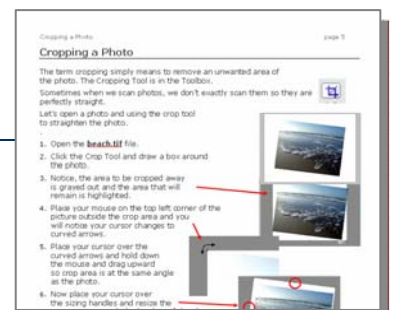 Cropping a Photo page 5
Cropping a Photo
The term cropping simply means to remove an unwanted area of
the photo. The Cropping Tool is in the Toolbox.
Sometimes when we scan photos, we don't exactly scan them so they are
perfectly straight.
Let's open a photo and using the crop tool
to straighten the photo.
1. Open the beach.tif file.
2. Click the Crop Tool and draw a box around
the photo.
3. Notice, the area to be cropped away
is grayed out and the area that will
remain is highlighted.
4. Place your mouse on the top left corner of the
picture outside the crop area and you
will notice your cursor changes to
curved arrows.
5. Place your cursor over the
curved arrows and hold down
the mouse and drag upward
so crop area is at the same angle
as the photo.
6. Now place your cursor over
the sizing handles and resize the